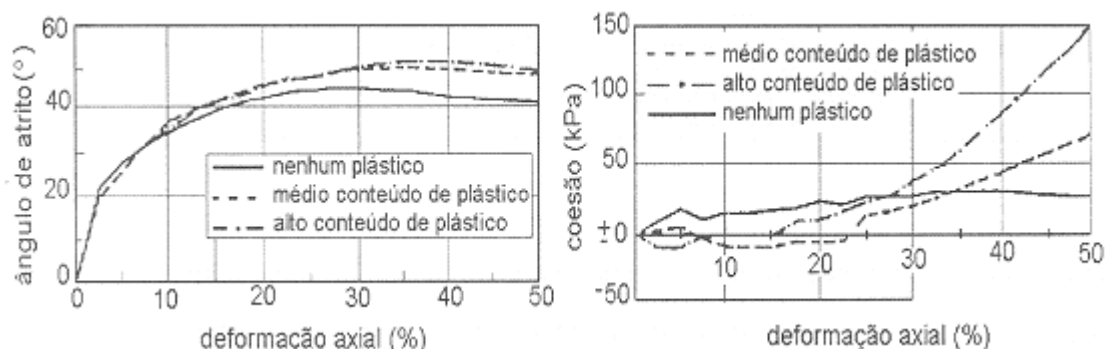 ângulo de atrito(°)
60
40
20
0
nenhum plástico
médio conteúdo de plástico
alto conteúdo de plástico
0 10 20 30 40 50
deformação axial (%)
coesão (kPa)
150
100
50
±0
-50
médio conteúdo de plástico
alto conteúdo de plástico
nenhum plástico
10 20 30 40 50
deformação axial (%)